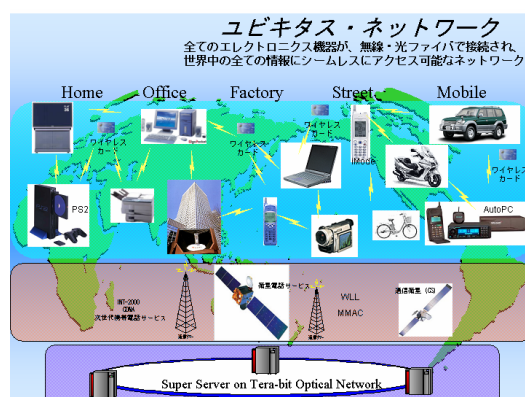 ユビキタス・ネットワーク
全てのエレクトロニクス機器が、無線・光ファイバで接続され、
世界中の全ての情報にシームレスにアクセス可能なネットワーク
Home Office Factory Street Mobile
ワイヤレス
カード
ワイヤレス
カード
ワイヤレス
カード
ワイヤレス
カード
iMode
PS2
AutoPC
IMT-2000
CDMA
次世代携帯電話サービス
衛星電話サービス
WLL
MMAC
通信衛星
Super Server on Tera-bit Optical Network